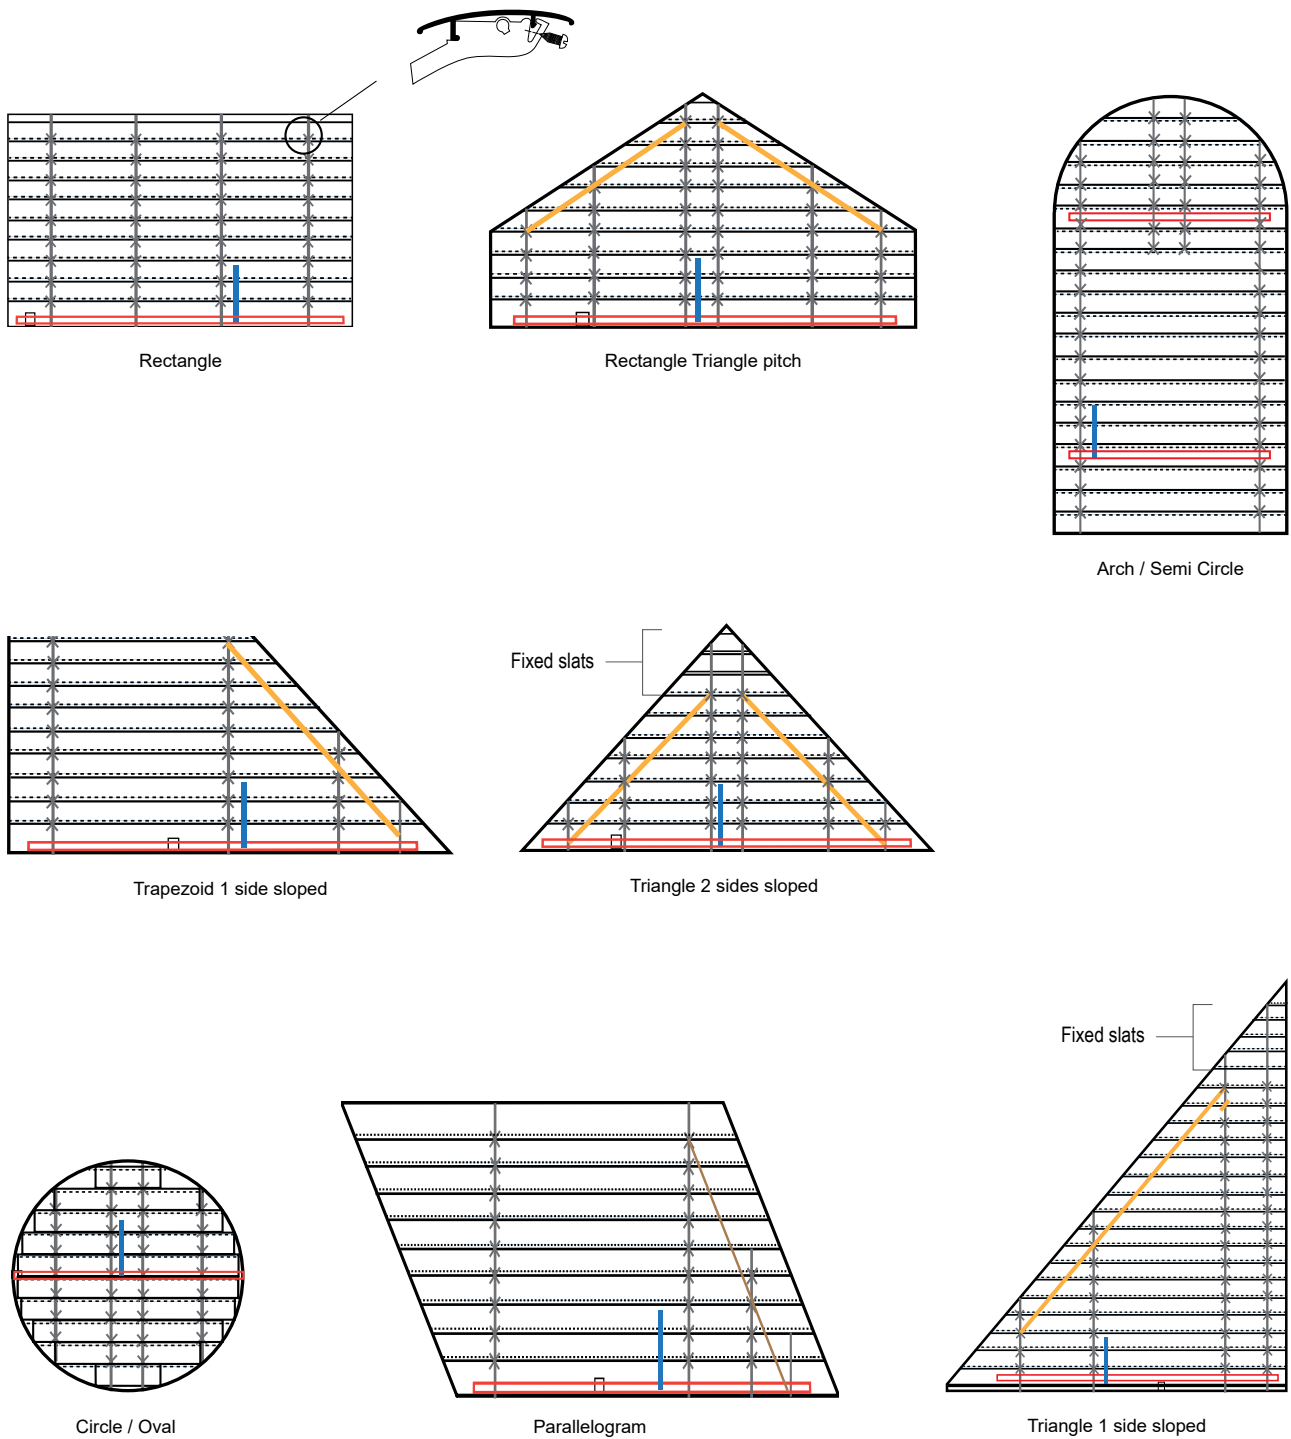 Rectangle
Rectangle Triangle pitch
Arch / Semi Circle
Fixed slats
Trapezoid 1 side sloped
Triangle 2 sides sloped
Fixed slats
Circle / Oval
Parallelogram
Triangle 1 side sloped